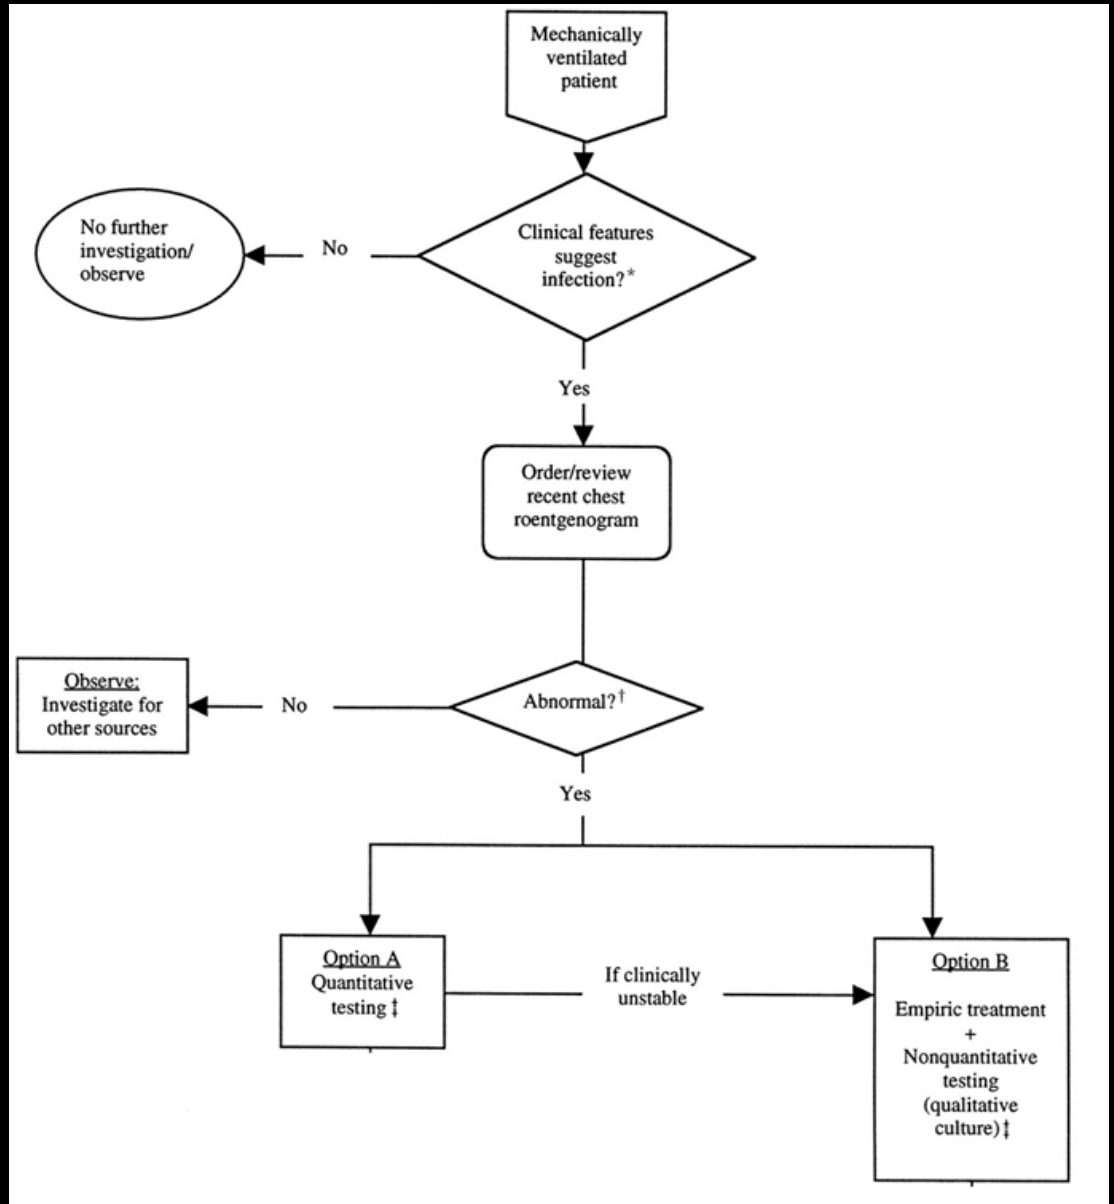 Mechanically
ventilated
patient
Clinical features
suggest
infection?*
No
No further
investigation/
observe
Yes
Order/review
recent chest
roentgenogram
Abnormal?†
No
Observe:
Investigate for
other sources
Yes
Option A
Quantitative
testing ‡
If clinically
unstable
Option B
Empiric treatment
+
Nonquantitative
testing
(qualitative
culture)‡